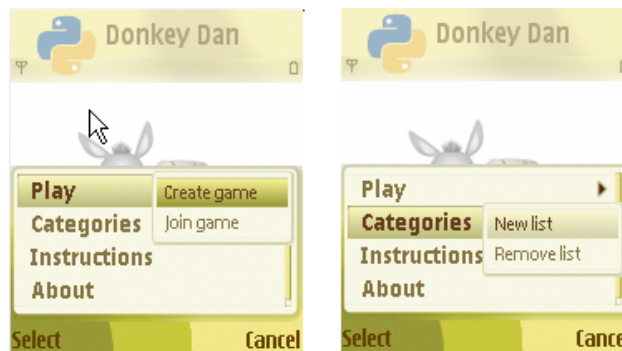 Donkey Dan
Play
Create game
Categories
Join game
Instructions
About
Select Cancel
Donkey Dan
Play
Categories
New list
Instructions
Remove list
About
Select Cance